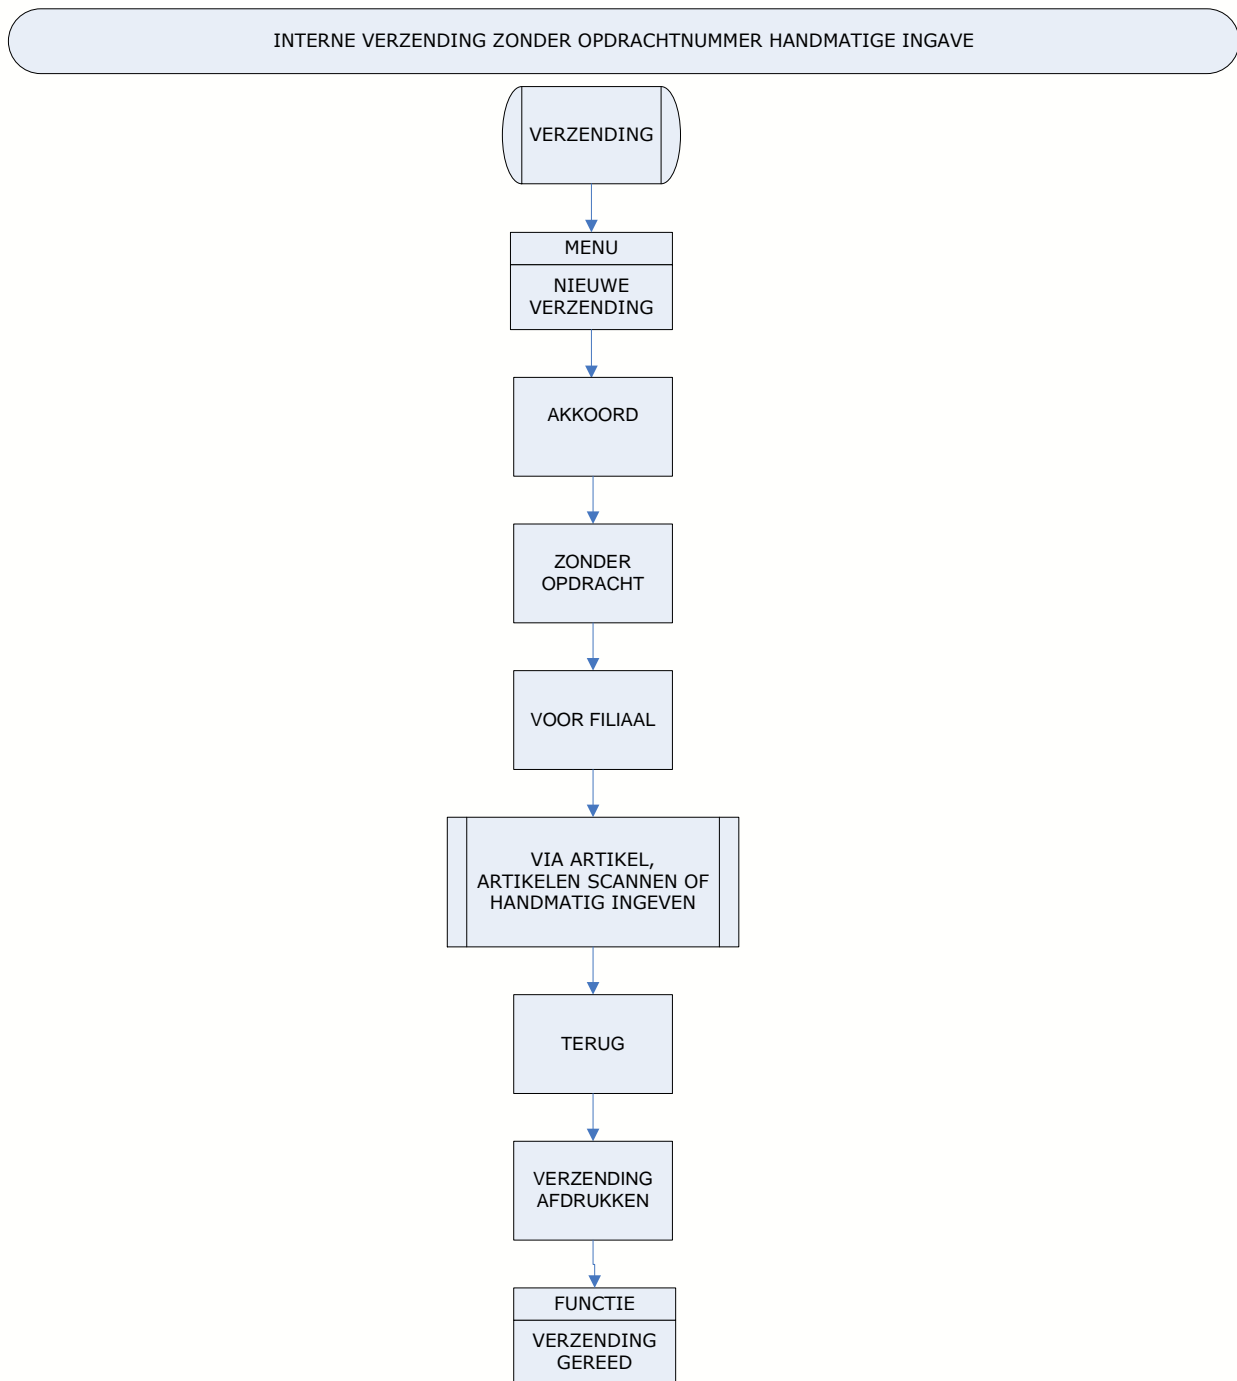 INTERNE VERZENDING ZONDER OPDRACHTNUMMER HANDMATIGE INGAVE
VERZENDING
MENU
NIEUWE
VERZENDING
AKKOORD
ZONDER
OPDRACHT
VOOR FILIAAL
VIA ARTIKEL,
ARTIKELEN SCANNEN OF
HANDMATIG INGEVEN
TERUG
VERZENDING
AFDRUKKEN
FUNCTIE
VERZENDING
GEREED